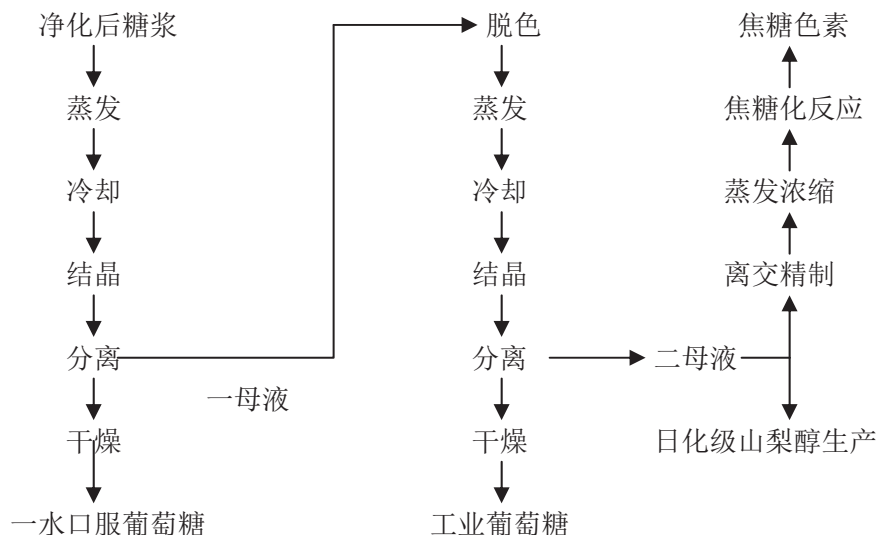 净化后糖浆
蒸发
冷却
结晶
分离
一母液
干燥
一水口服葡萄糖
脱色
蒸发
冷却
结晶
分离
干燥
工业葡萄糖
二母液
焦糖色素
焦糖化反应
蒸发浓缩
离交精制
日化级山梨醇生产